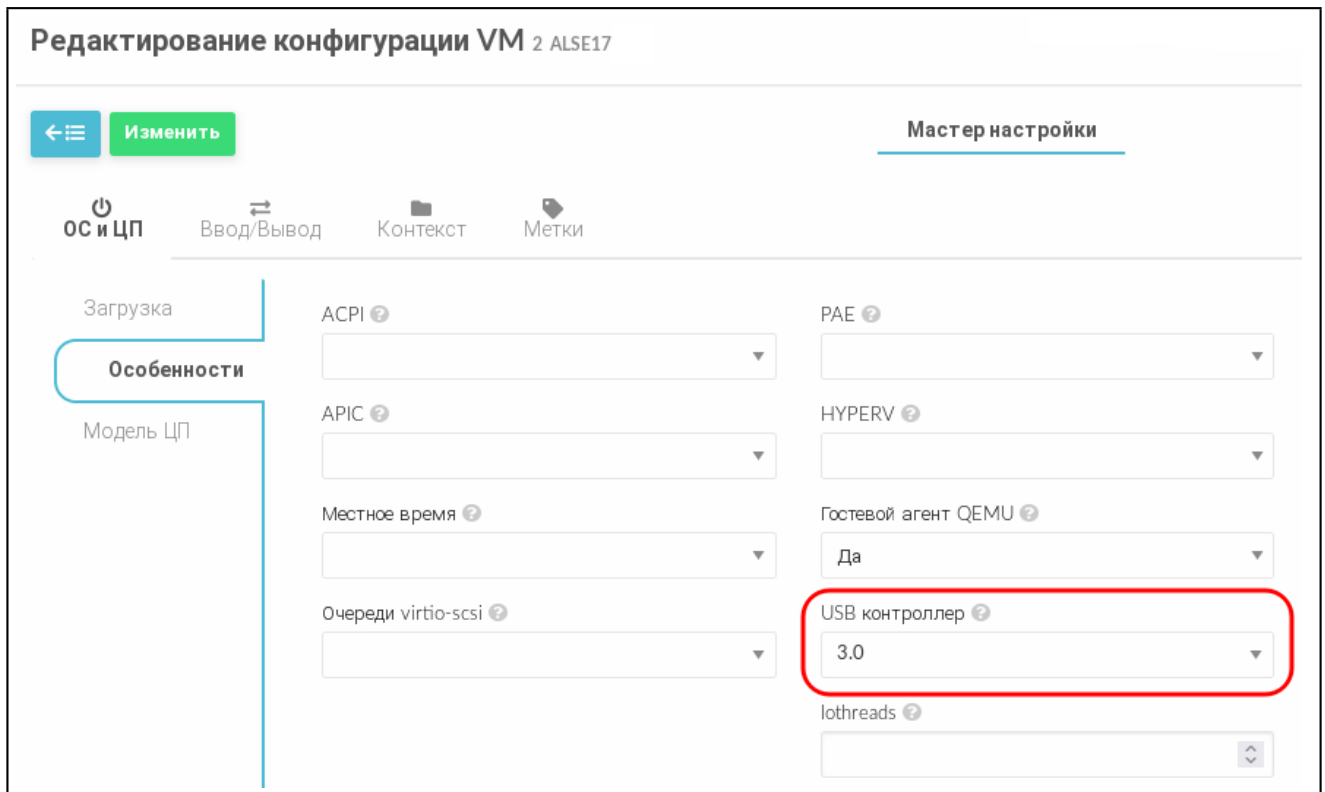 Редактирование конфигурации VM 2 ALSE17
Изменить
Мастер настройки
ОС и ЦП
Ввод/Вывод
Контекст
Метки
Загрузка
Особенности
Модель ЦП
ACPI
PAE
APIC
HYPERV
Местное время
Гостевой агент QEMU
Да
Очереди virtio-scsi
USB контроллер
3.0
Iothreads